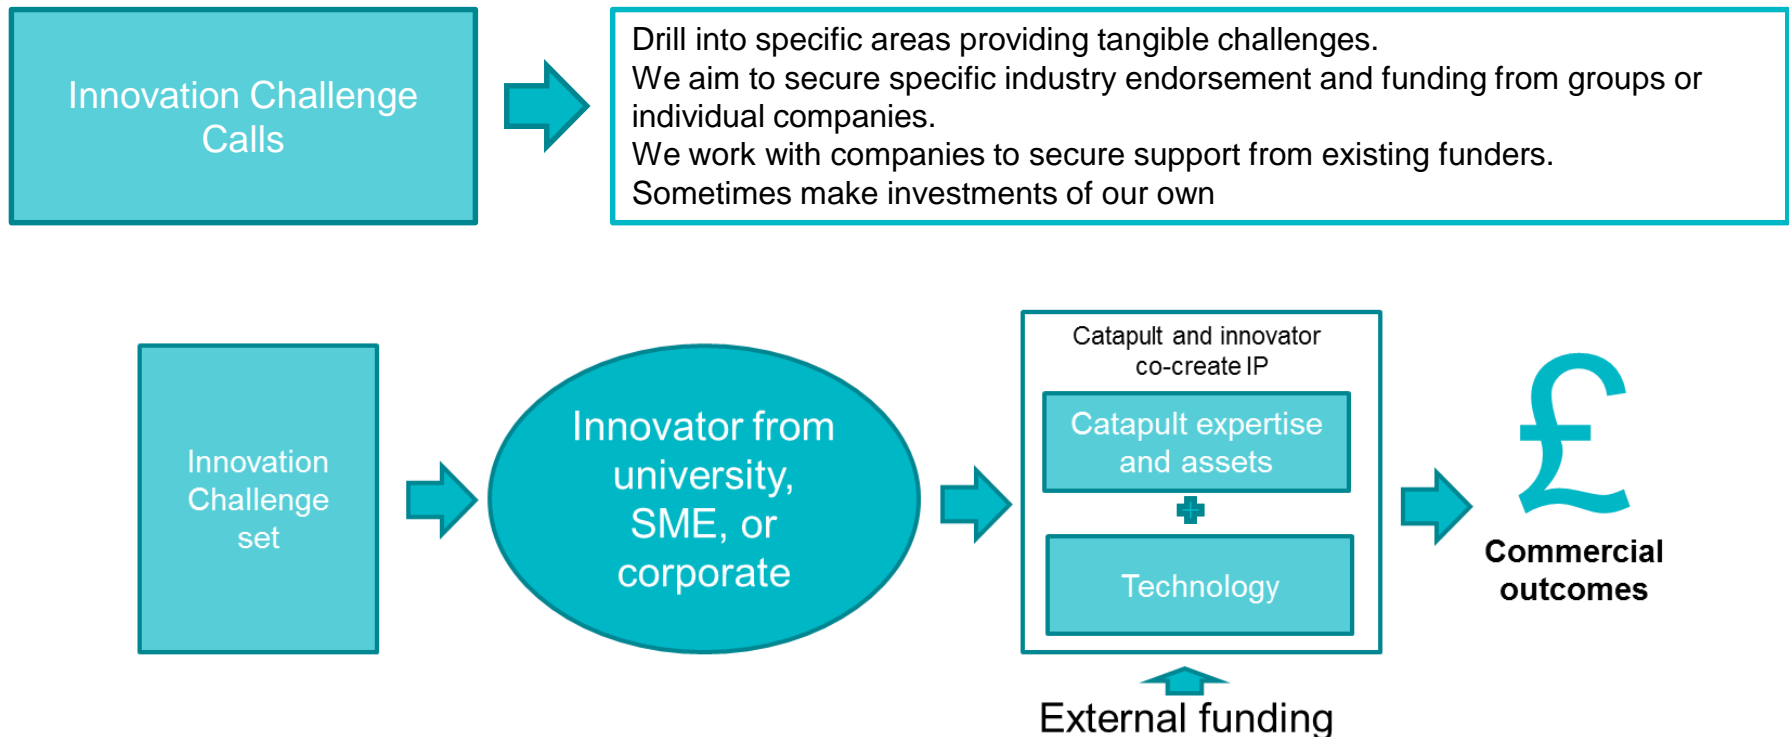 Innovation Challenge
Calls
Drill into specific areas providing tangible challenges.
We aim to secure specific industry endorsement and funding from groups or
individual companies.
We work with companies to secure support from existing funders.
Sometimes make investments of our own
Innovation
Challenge
set
Innovator from
university,
SME, or
corporate
Catapult and innovator
co-create IP
Catapult expertise
and assets
Technology
External funding
£
Commercial
outcomes